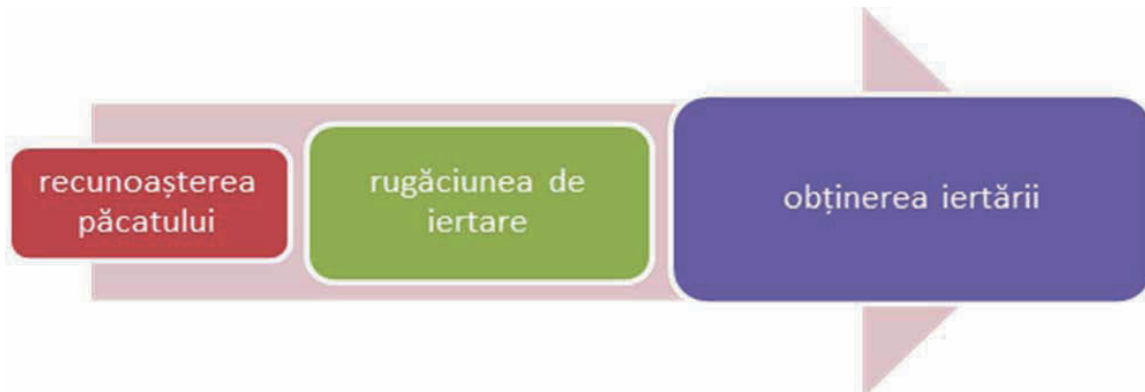 recunoașterea
păcatului
rugăciunea de
iertare
obținerea iertării